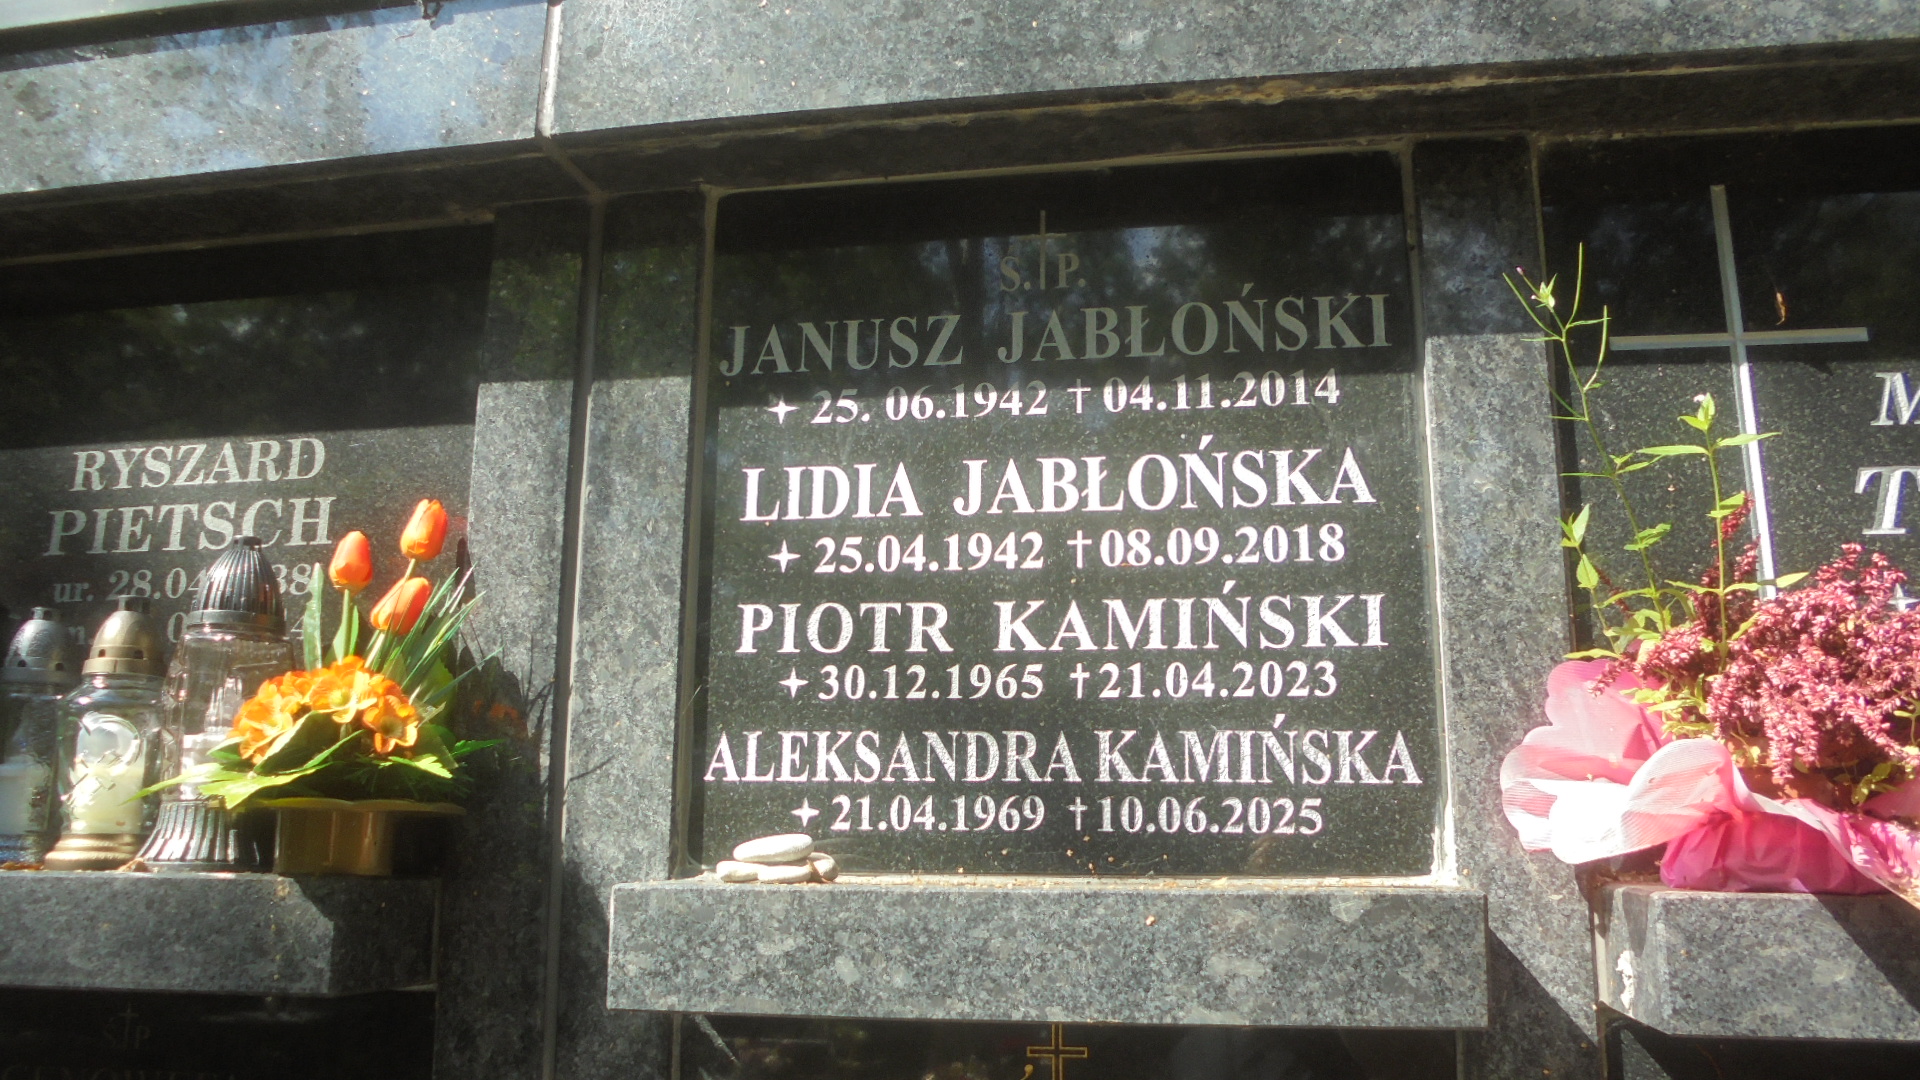 RYSZARD
PIETSCH
Ś.P.
JANUSZ JABŁOŃSKI
25.06.1942 † 04.11.2014
LIDIA JABŁOŃSKA
25.04.1942 † 08.09.2018
PIOTR KAMIŃSKI
30.12.1965 † 21.04.2023
ALEKSANDRA KAMIŃSKA
21.04.1969 † 10.06.2025